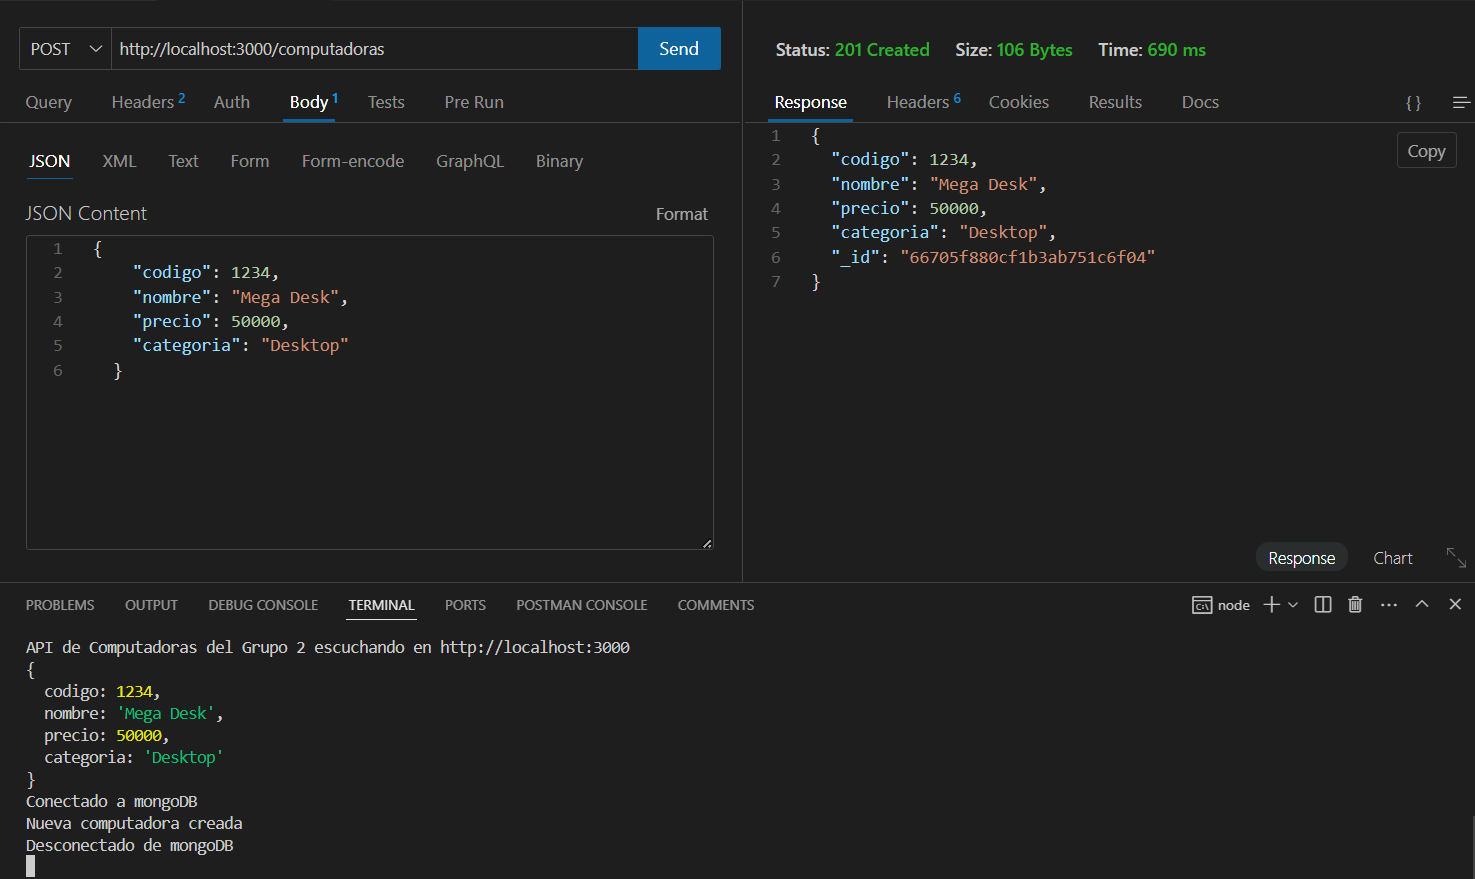 POST http://localhost:3000/computadoras Send
Query Headers 2 Auth Body 1 Tests Pre Run
JSON XML Text Form Form-encode GraphQL Binary
JSON Content Format
1 {
2 "codigo": 1234,
3 "nombre": "Mega Desk",
4 "precio": 50000,
5 "categoria": "Desktop"
6 }
Status: 201 Created Size: 106 Bytes Time: 690 ms
Response Headers 6 Cookies Results Docs { }
Copy
1 {
2 "codigo": 1234,
3 "nombre": "Mega Desk",
4 "precio": 50000,
5 "categoria": "Desktop",
6 "_id": "66705f880cf1b3ab751c6f04"
7 }
Response Chart
PROBLEMS OUTPUT DEBUG CONSOLE TERMINAL PORTS POSTMAN CONSOLE COMMENTS node
API de Computadoras del Grupo 2 escuchando en http://localhost:3000
{
codigo: 1234,
nombre: 'Mega Desk',
precio: 50000,
categoria: 'Desktop'
}
Conectado a mongoDB
Nueva computadora creada
Desconectado de mongoDB